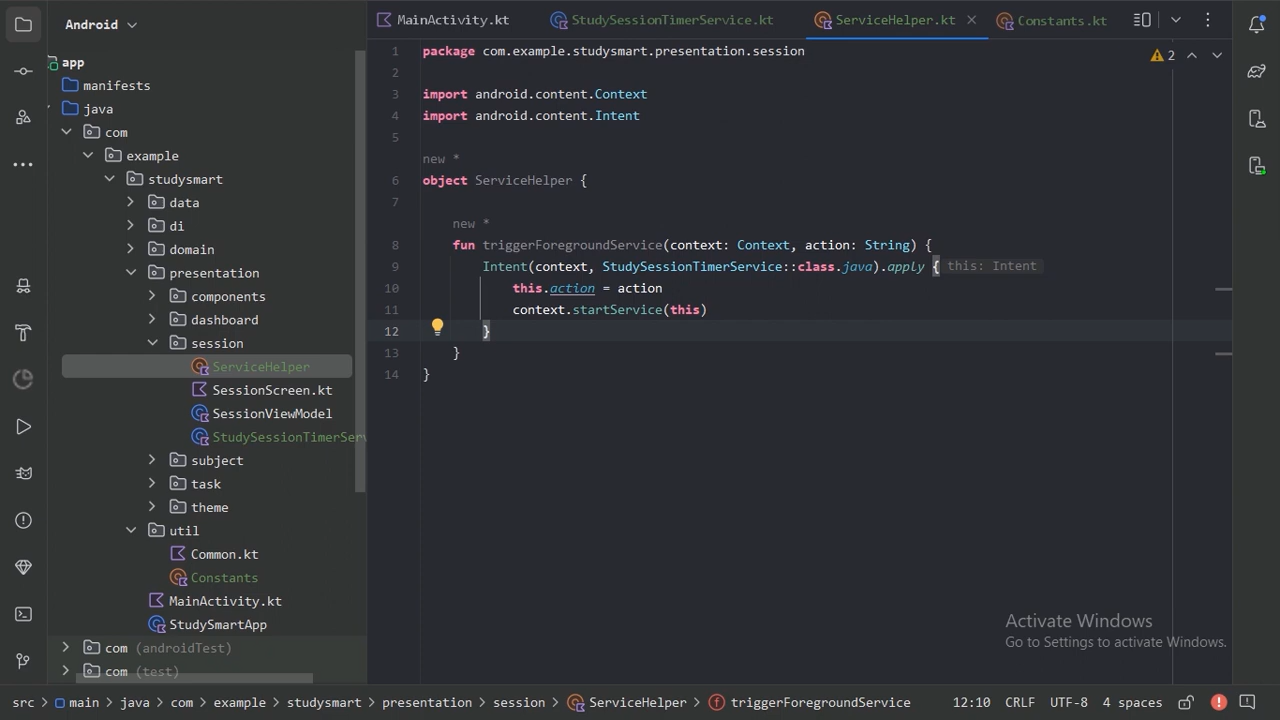 Android
MainActivity.kt
StudySessionTimerService.kt
ServiceHelper.kt
Constants.kt
app
manifests
java
com
example
studysmart
data
di
domain
presentation
components
dashboard
session
ServiceHelper
SessionScreen.kt
SessionViewModel
StudySessionTimerServ
subject
task
theme
util
Common.kt
Constants
MainActivity.kt
StudySmartApp
com (androidTest)
com (test)
2
1 package com.example.studysmart.presentation.session
2
3 import android.content.Context
4 import android.content.Intent
5
new *
6 object ServiceHelper {
7
new *
8 fun triggerForegroundService(context: Context, action: String) {
9 Intent(context, StudySessionTimerService::class.java).apply { this: Intent
10 this.action = action
11 context.startService(this)
12 }
13 }
14 }
Activate Windows
Go to Settings to activate Windows.
src > main > java > com > example > studysmart > presentation > session > ServiceHelper > triggerForegroundService
12:10 CRLF UTF-8 4 spaces